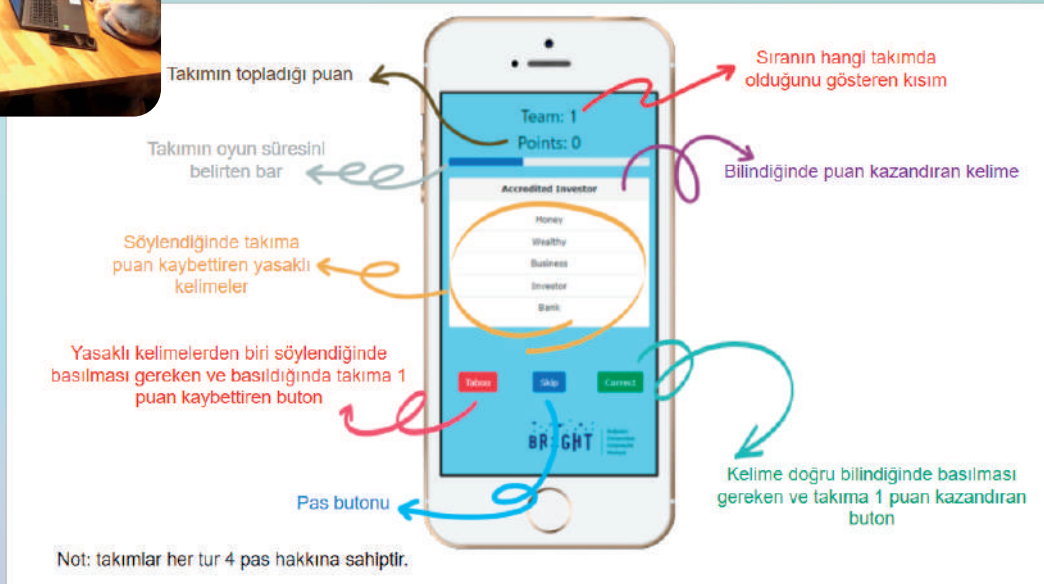 Takımın topladığı puan
Sıranın hangi takımda
olduğunu gösteren kısım
Team: 1
Points: 0
Takımın oyun süresini
belirten bar
Bilindiğinde puan kazandıran kelime
Accredited Investor
Money
Wealthy
Business
Investor
Bank
Söylendiğinde takıma
puan kaybettiren yasaklı
kelimeler
Yasaklı kelimelerden biri söylendiğinde
basılması gereken ve basıldığında takıma 1
puan kaybettiren buton
Taboo
Skip
Correct
BRIGHT
Kelime doğru bilindiğinde basılması
gereken ve takıma 1 puan kazandıran
buton
Pas butonu
Not: takımlar her tur 4 pas hakkına sahiptir.